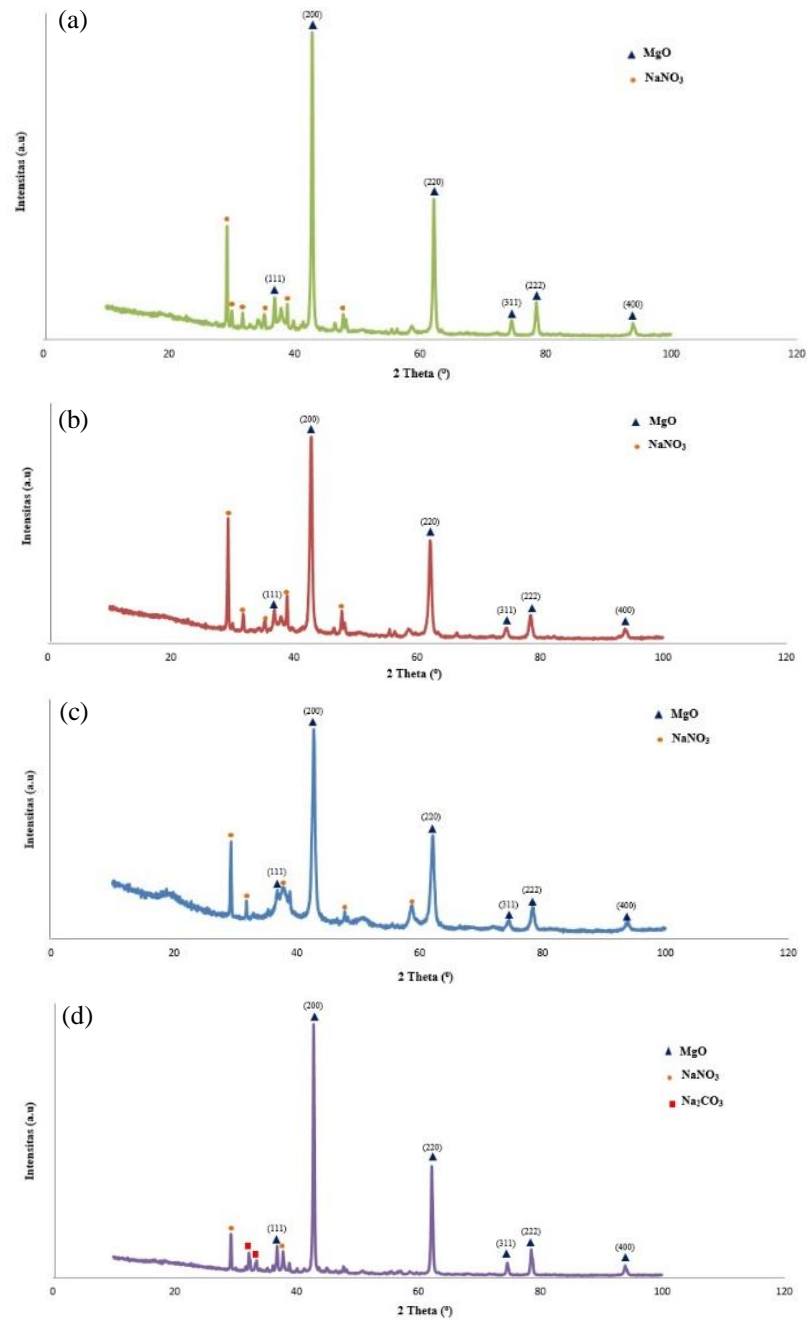 (a)
(200)
▲ MgO
● NaNO₃
Intensitas (a.u)
(220)
(111)
(311)
(222)
(400)
0 20 40 60 80 100 120
2 Theta (º)
(b)
(200)
▲ MgO
● NaNO₃
Intensitas (a.u)
(220)
(111)
(311)
(222)
(400)
0 20 40 60 80 100 120
2 Theta (º)
(c)
(200)
▲ MgO
● NaNO₃
Intensitas (a.u)
(220)
(111)
(311)
(222)
(400)
0 20 40 60 80 100 120
2 Theta (º)
(d)
(200)
▲ MgO
● NaNO₃
■ Na₂CO₃
Intensitas (a.u)
(220)
(111)
(311)
(222)
(400)
0 20 40 60 80 100 120
2 Theta (º)